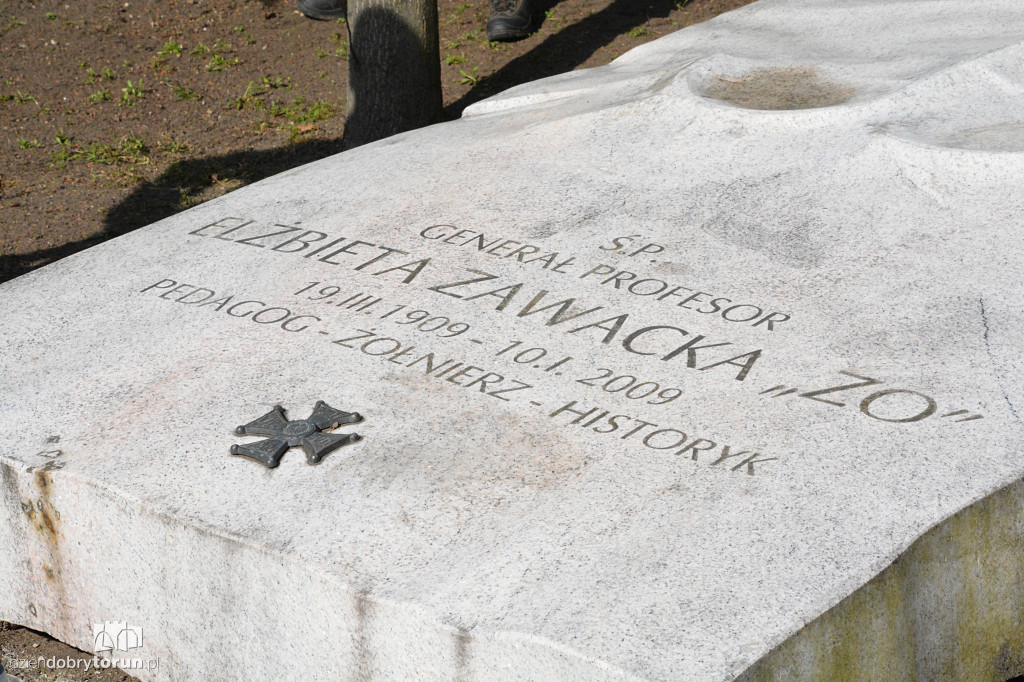 Ś.P.
GENERAŁ PROFESOR
ELŻBIETA ZAWACKA „ZO”
19.III.1909 - 10.I.2009
PEDAGOG - ŻOŁNIERZ - HISTORYK
dziendobrytorun.pl